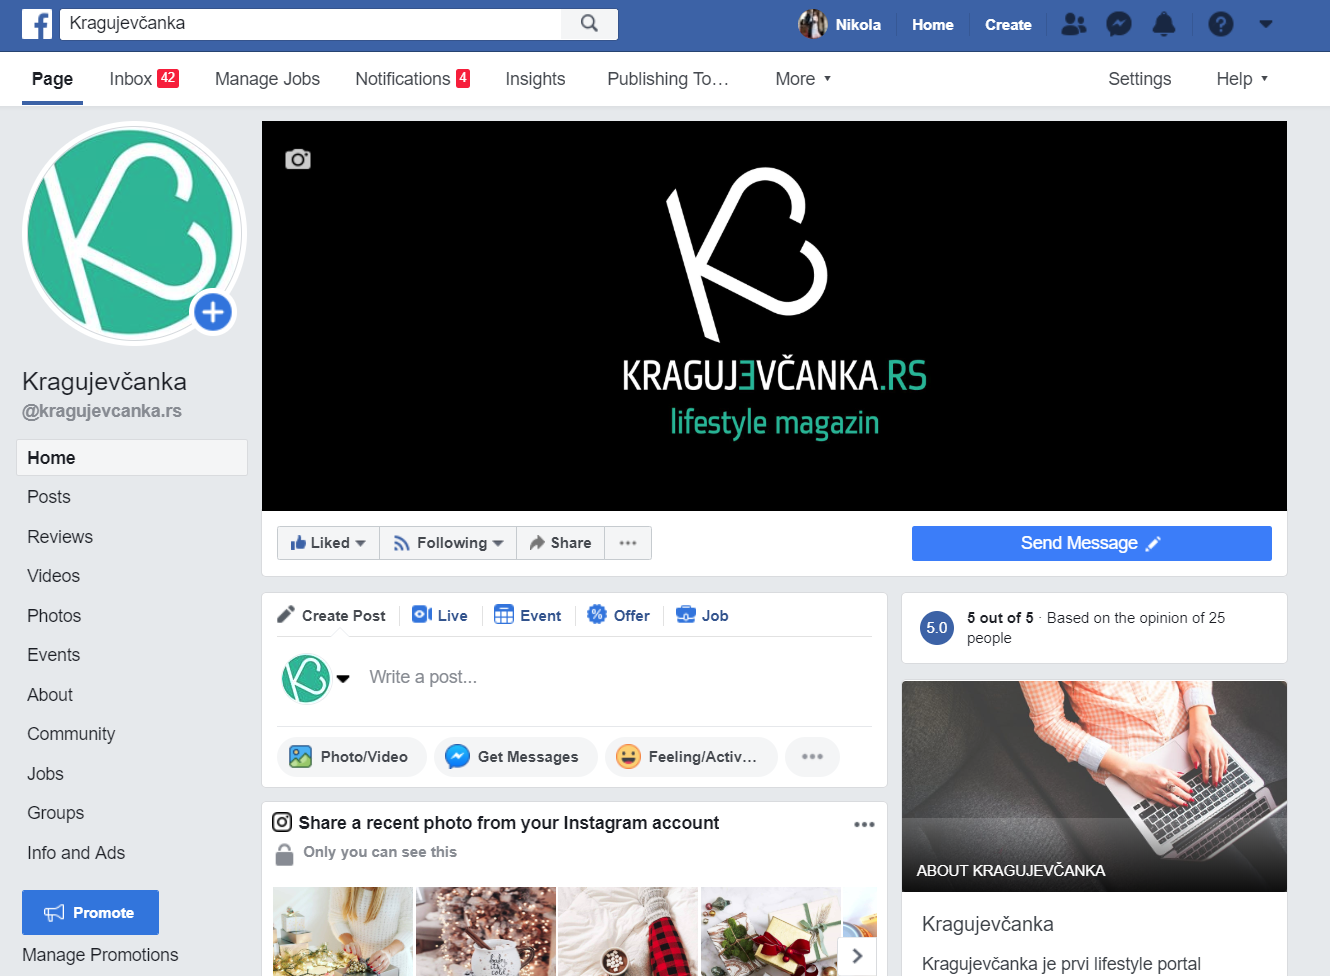 Kragujevčanka
Nikola
Home
Create
Page
Inbox 42
Manage Jobs
Notifications 4
Insights
Publishing To...
More
Settings
Help
KRAGUJƎVČANKA.RS
lifestyle magazin
Kragujevčanka
@kragujevcanka.rs
Home
Posts
Reviews
Videos
Photos
Events
About
Community
Jobs
Groups
Info and Ads
Promote
Manage Promotions
Liked
Following
Share
Send Message
Create Post
Live
Event
Offer
Job
Write a post...
Photo/Video
Get Messages
Feeling/Activ...
Share a recent photo from your Instagram account
Only you can see this
5.0
5 out of 5 · Based on the opinion of 25
people
ABOUT KRAGUJEVČANKA
Kragujevčanka
Kragujevčanka je prvi lifestyle portal